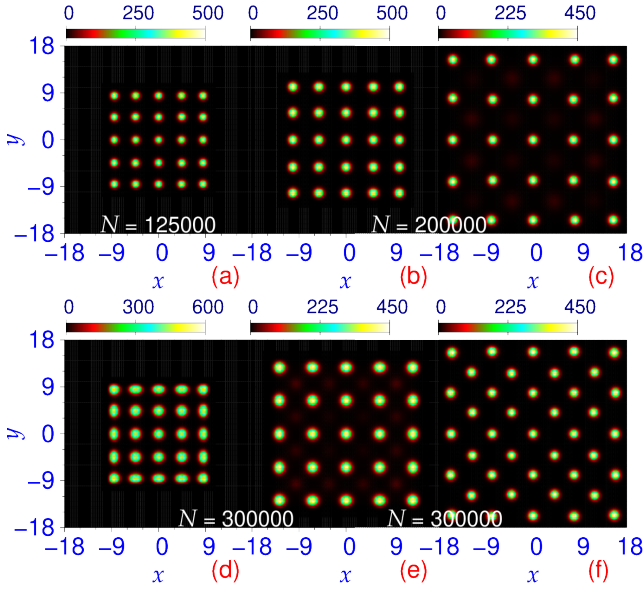 0 250 500 0 250 500 0 225 450
18
9
0
−9
−18
y
N = 125000
N = 200000
−18 −9 0 9 −18 −9 0 9 −18 −9 0 9 18
x (a) x (b) x (c)
0 300 600 0 225 450 0 225 450
18
9
0
−9
−18
y
N = 300000
N = 300000
−18 −9 0 9 −18 −9 0 9 −18 −9 0 9 18
x (d) x (e) x (f)